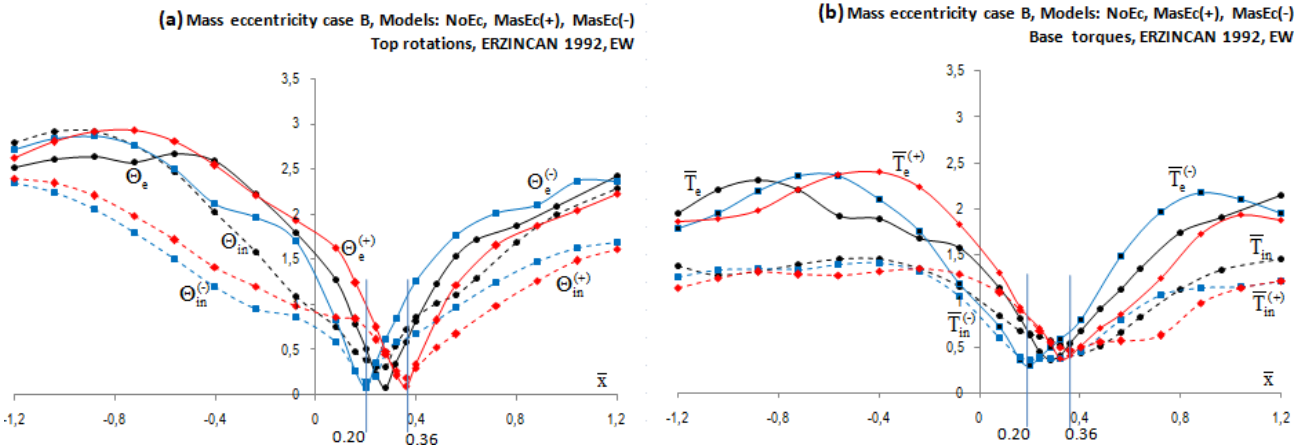 (a) Mass eccentricity case B, Models: NoEc, MasEc(+), MasEc(-)
Top rotations, ERZINCAN 1992, EW
3,5
3
2,5
2
1,5
1
0,5
0
-1,2
-0,8
-0,4
0
0,4
0,8
1,2
0.20
0.36
x̅
Θe
Θin
Θin(-)
Θe(+)
Θe(-)
Θin(+)
(b) Mass eccentricity case B, Models: NoEc, MasEc(+), MasEc(-)
Base torques, ERZINCAN 1992, EW
3,5
3
2,5
2
1,5
1
0,5
0
-1,2
-0,8
-0,4
0
0,4
0,8
1,2
0.20
0.36
x̅
T̅e
T̅e(+)
T̅e(-)
T̅in
T̅in(-)
T̅in(+)